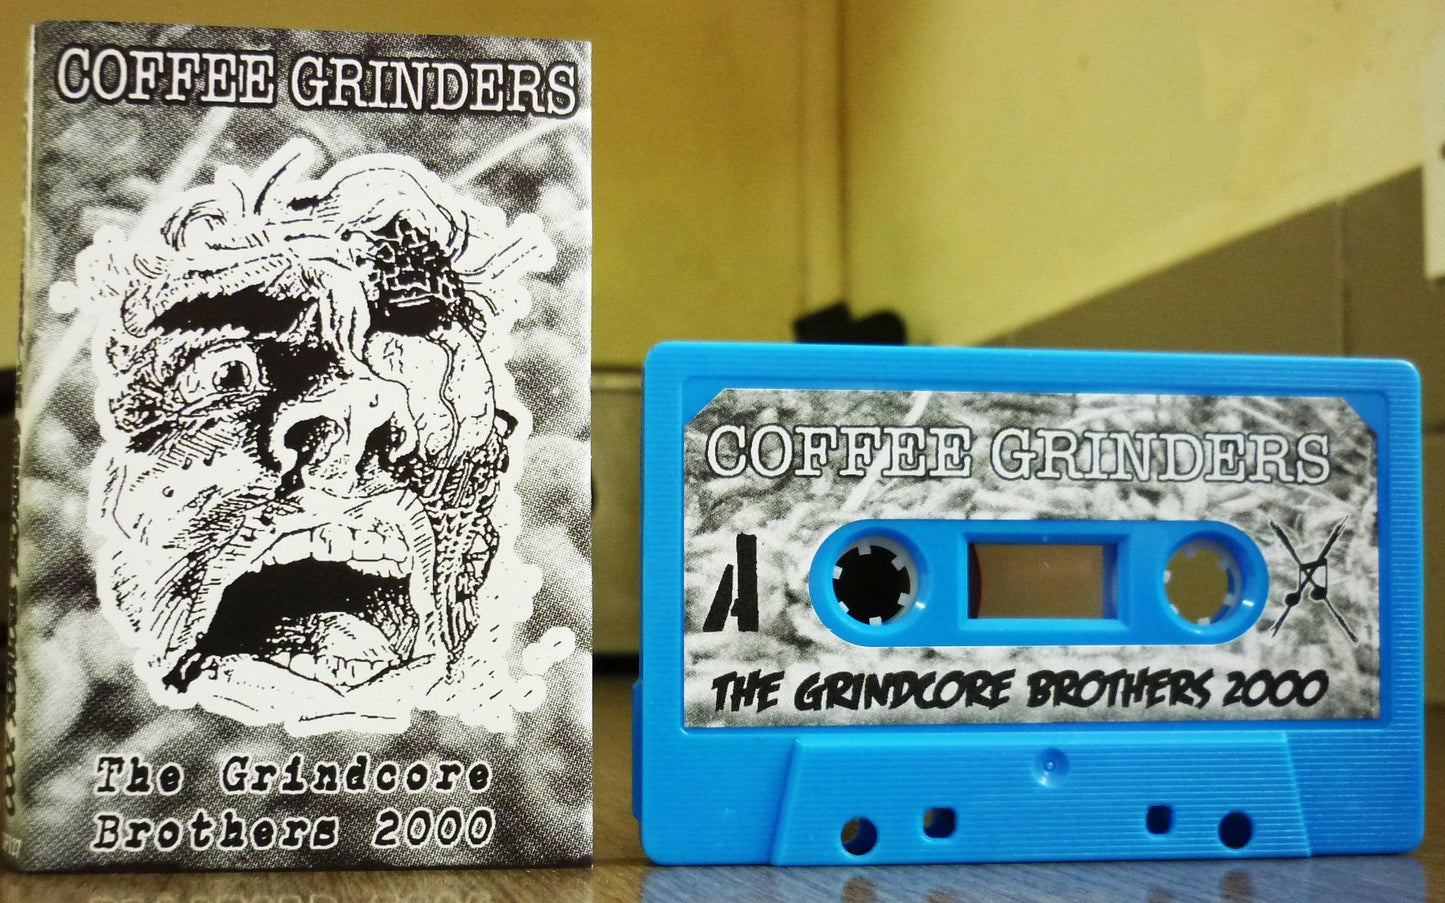 COFFEE GRINDERS
The Grindcore
Brothers 2000
COFFEE GRINDERS
A
THE GRINDCORE BROTHERS 2000